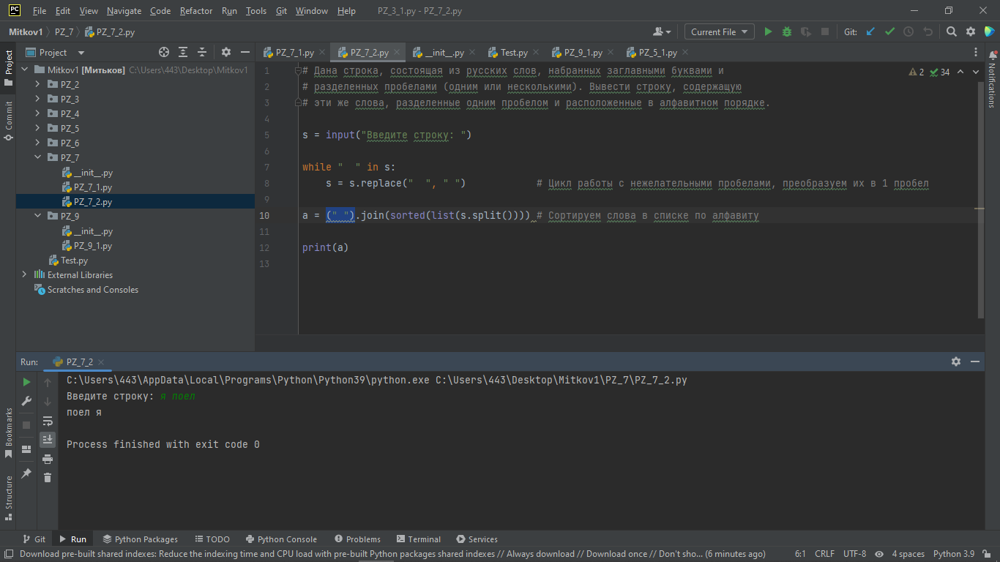 PC File Edit View Navigate Code Refactor Run Tools Git Window Help PZ_3_1.py - PZ_7_2.py
Mitkov1 PZ_7 PZ_7_2.py Current File Git:
Project PZ_7_1.py PZ_7_2.py __init__.py Test.py PZ_9_1.py PZ_5_1.py
Project
Commit
Bookmarks
Structure
Notifications
Mitkov1 [Митьков] C:\Users\443\Desktop\Mitkov1
PZ_2
PZ_3
PZ_4
PZ_5
PZ_6
PZ_7
__init__.py
PZ_7_1.py
PZ_7_2.py
PZ_9
__init__.py
PZ_9_1.py
Test.py
External Libraries
Scratches and Consoles
2 34
1 # Дана строка, состоящая из русских слов, набранных заглавными буквами и
2 # разделенных пробелами (одним или несколькими). Вывести строку, содержащую
3 # эти же слова, разделенные одним пробелом и расположенные в алфавитном порядке.
4
5 s = input("Введите строку: ")
6
7 while "  " in s:
8     s = s.replace("  ", " ")            # Цикл работы с нежелательными пробелами, преобразуем их в 1 пробел
9
10 a = (" ").join(sorted(list(s.split()))) # Сортируем слова в списке по алфавиту
11
12 print(a)
13
Run: PZ_7_2
C:\Users\443\AppData\Local\Programs\Python\Python39\python.exe C:\Users\443\Desktop\Mitkov1\PZ_7\PZ_7_2.py
Введите строку: я поел
поел я
Process finished with exit code 0
Git Run Python Packages TODO Python Console Problems Terminal Services
Download pre-built shared indexes: Reduce the indexing time and CPU load with pre-built Python packages shared indexes // Always download // Download once // Don't sho... (6 minutes ago) 6:1 CRLF UTF-8 4 spaces Python 3.9